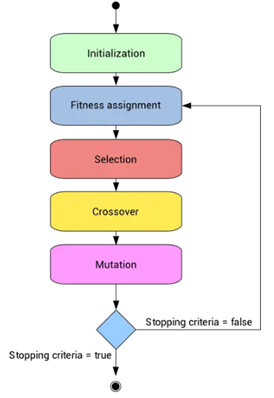 Initialization
Fitness assignment
Selection
Crossover
Mutation
Stopping criteria = false
Stopping criteria = true